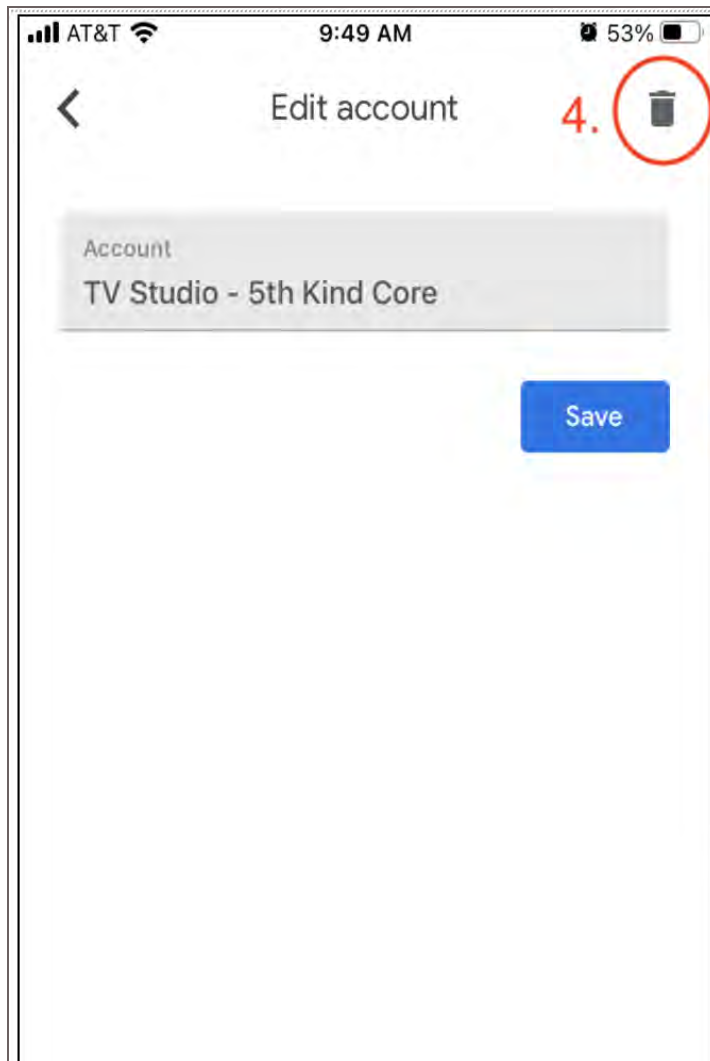 AT&T 9:49 AM 53%
Edit account 4.
Account
TV Studio - 5th Kind Core
Save